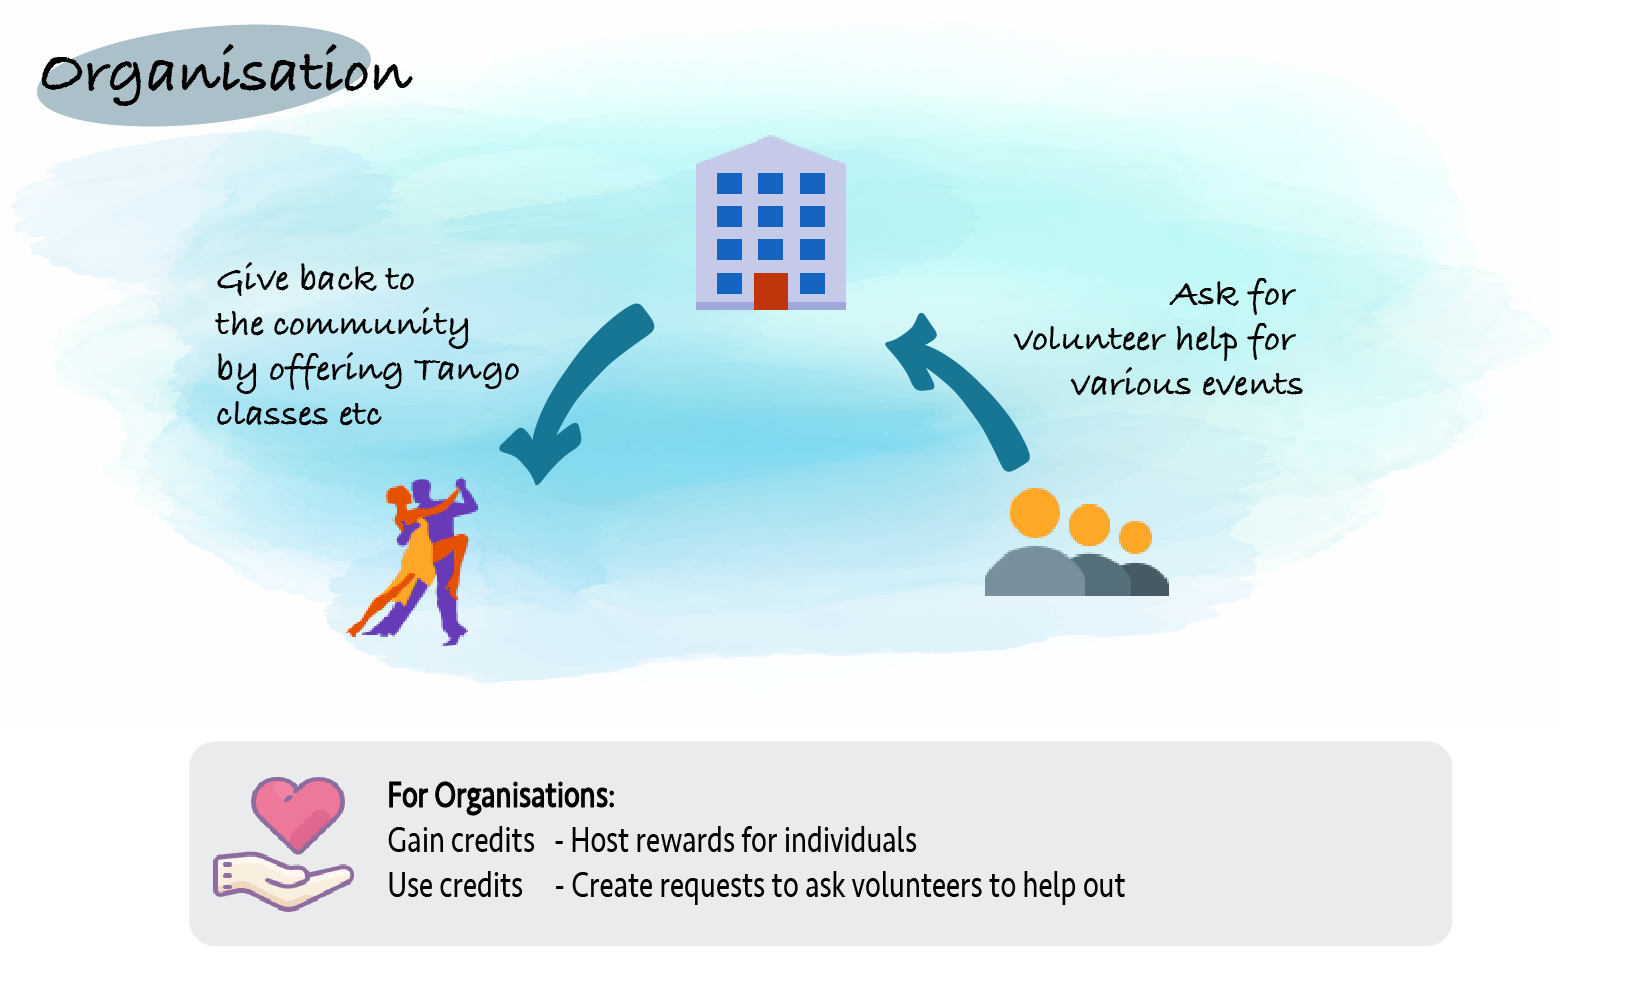 Organisation
Give back to
the community
by offering Tango
classes etc
Ask for
volunteer help for
various events
For Organisations:
Gain credits - Host rewards for individuals
Use credits - Create requests to ask volunteers to help out